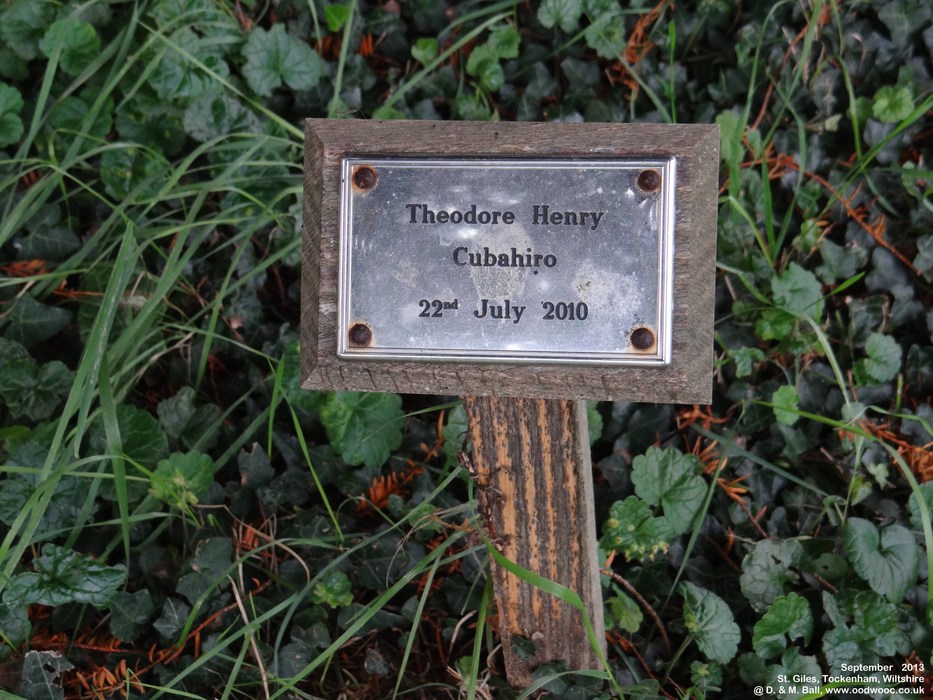 Theodore Henry
Cubahiro
22nd July 2010
September 2013
St. Giles, Tockenham, Wiltshire
@ D. & M. Ball, www.oodwooc.co.uk